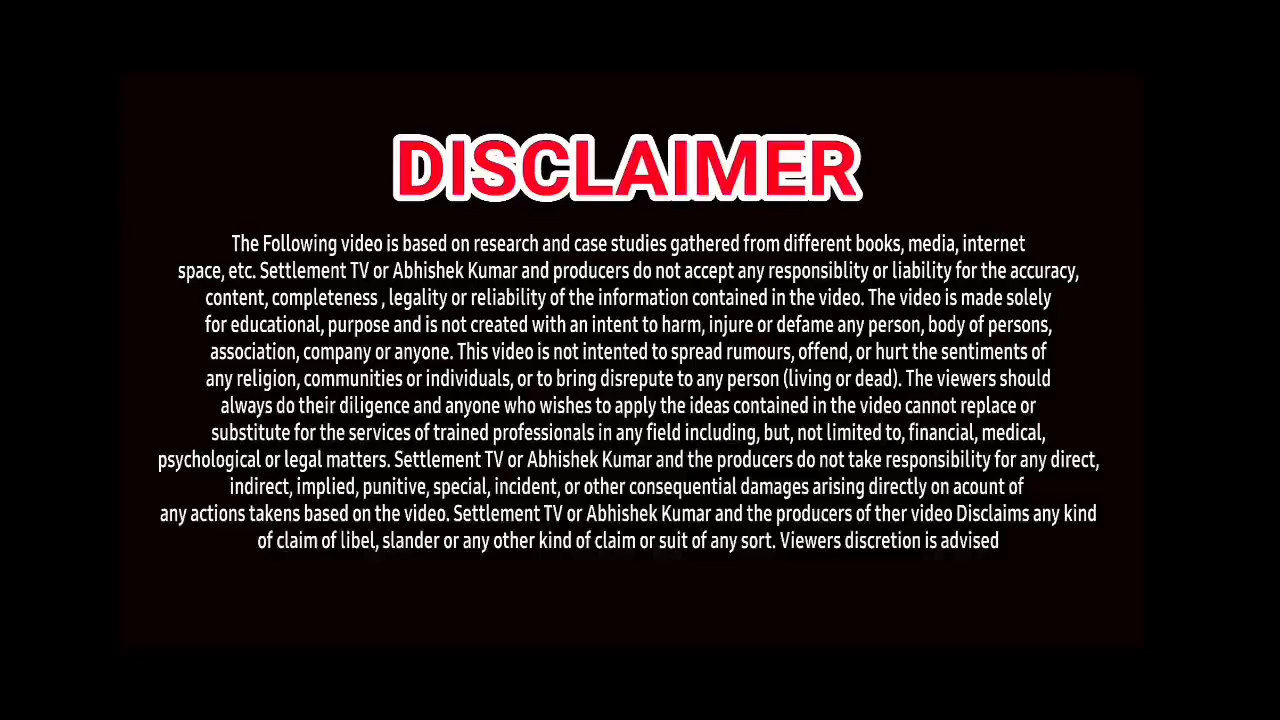 DISCLAIMER
The Following video is based on research and case studies gathered from different books, media, internet
space, etc. Settlement TV or Abhishek Kumar and producers do not accept any responsiblity or liability for the accuracy,
content, completeness , legality or reliability of the information contained in the video. The video is made solely
for educational, purpose and is not created with an intent to harm, injure or defame any person, body of persons,
association, company or anyone. This video is not intented to spread rumours, offend, or hurt the sentiments of
any religion, communities or individuals, or to bring disrepute to any person (living or dead). The viewers should
always do their diligence and anyone who wishes to apply the ideas contained in the video cannot replace or
substitute for the services of trained professionals in any field including, but, not limited to, financial, medical,
psychological or legal matters. Settlement TV or Abhishek Kumar and the producers do not take responsibility for any direct,
indirect, implied, punitive, special, incident, or other consequential damages arising directly on acount of
any actions takens based on the video. Settlement TV or Abhishek Kumar and the producers of ther video Disclaims any kind
of claim of libel, slander or any other kind of claim or suit of any sort. Viewers discretion is advised